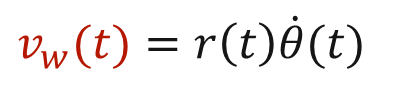 v_w(t) = r(t)θ̇(t)